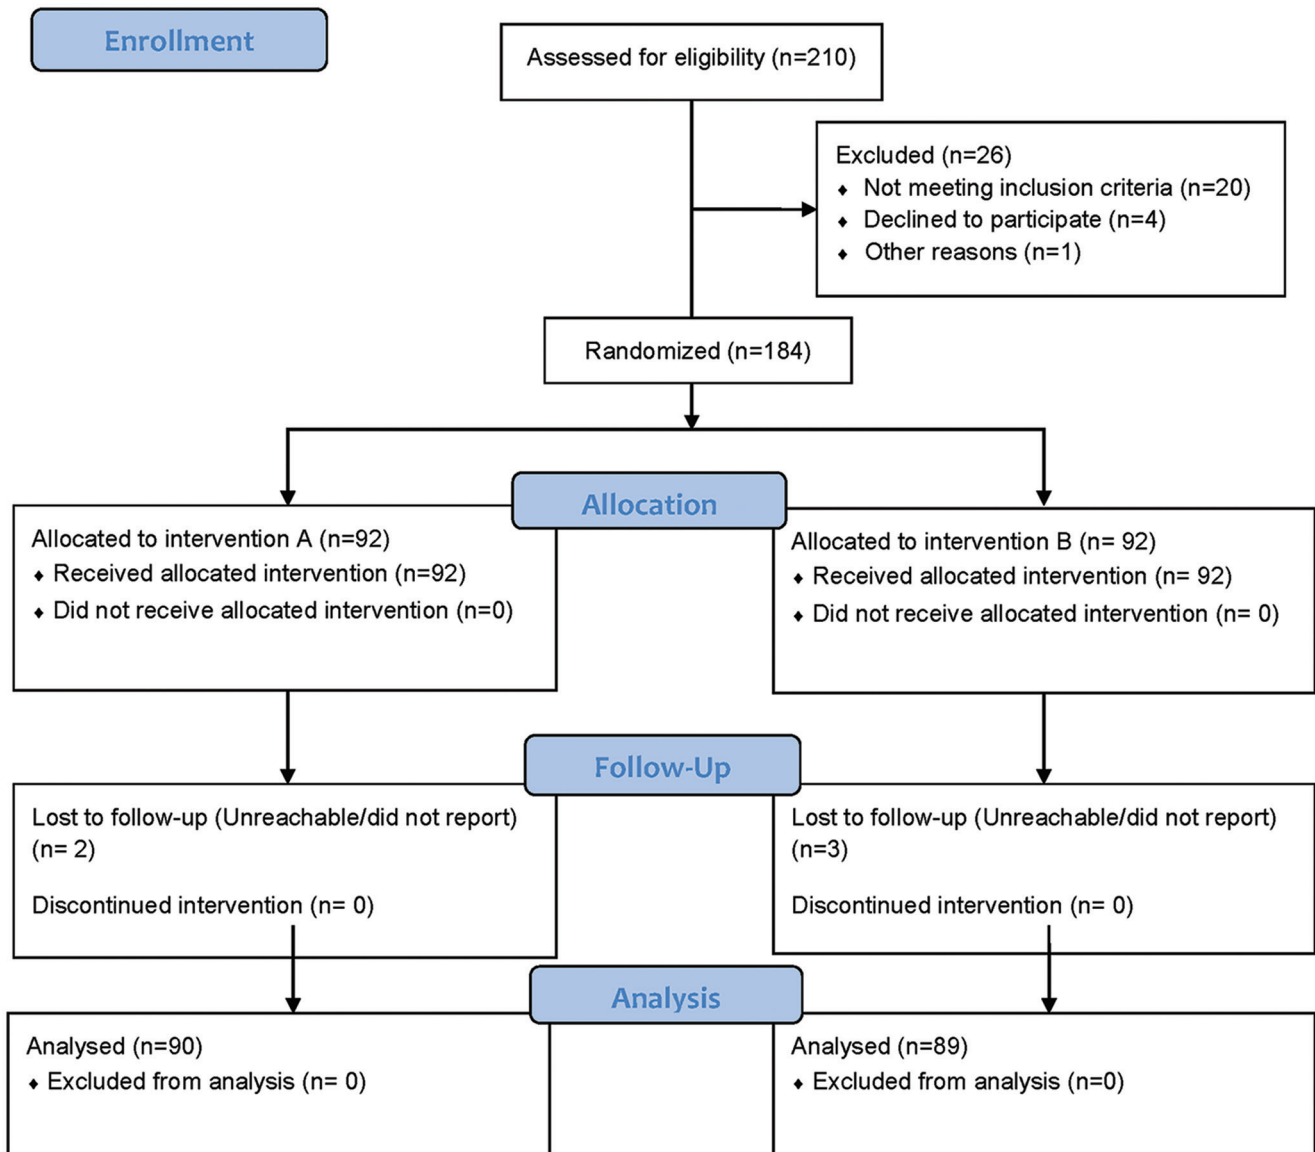 Enrollment
Assessed for eligibility (n=210)
Excluded (n=26)
♦ Not meeting inclusion criteria (n=20)
♦ Declined to participate (n=4)
♦ Other reasons (n=1)
Randomized (n=184)
Allocation
Allocated to intervention A (n=92)
♦ Received allocated intervention (n=92)
♦ Did not receive allocated intervention (n=0)
Allocated to intervention B (n= 92)
♦ Received allocated intervention (n= 92)
♦ Did not receive allocated intervention (n= 0)
Follow-Up
Lost to follow-up (Unreachable/did not report)
(n= 2)
Discontinued intervention (n= 0)
Lost to follow-up (Unreachable/did not report)
(n=3)
Discontinued intervention (n= 0)
Analysis
Analysed (n=90)
♦ Excluded from analysis (n= 0)
Analysed (n=89)
♦ Excluded from analysis (n=0)